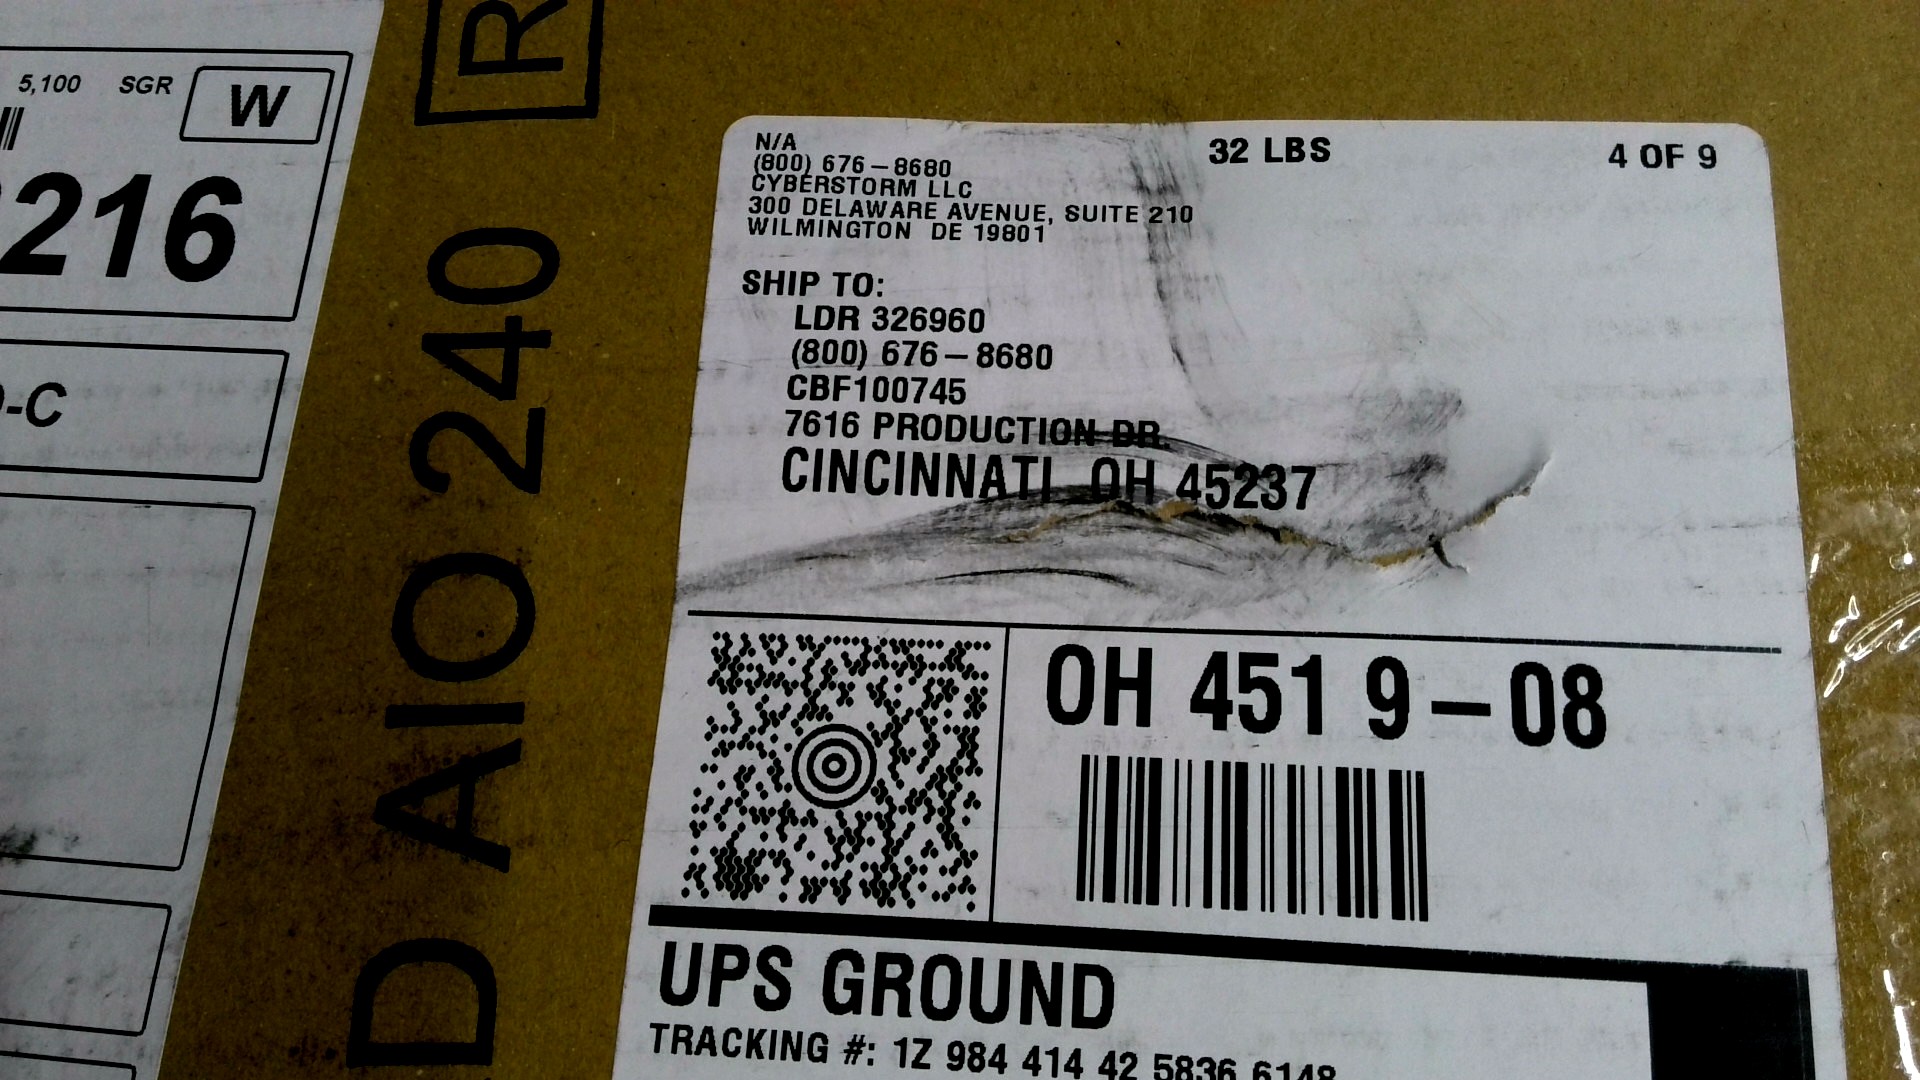 5,100 SGR W
216
-C
D AIO 240 R
N/A
(800) 676-8680
CYBERSTORM LLC
300 DELAWARE AVENUE, SUITE 210
WILMINGTON DE 19801
32 LBS
4 OF 9
SHIP TO:
LDR 326960
(800) 676-8680
CBF100745
7616 PRODUCTION DR.
CINCINNATI OH 45237
OH 451 9-08
UPS GROUND
TRACKING #: 1Z 984 414 42 5836 6148